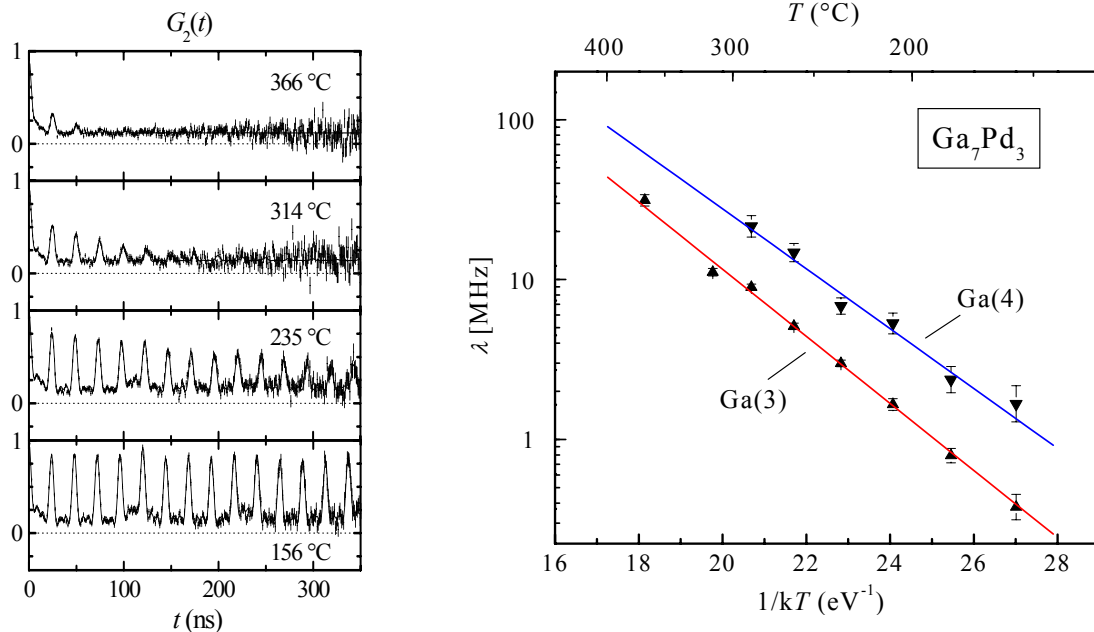 G₂(t)
1
366 °C
0
1
314 °C
0
1
235 °C
0
1
0
156 °C
0 100 200 300
t (ns)
T (°C)
400 300 200
100
10
1
λ [MHz]
Ga₇Pd₃
Ga(4)
Ga(3)
16 18 20 22 24 26 28
1/kT (eV⁻¹)